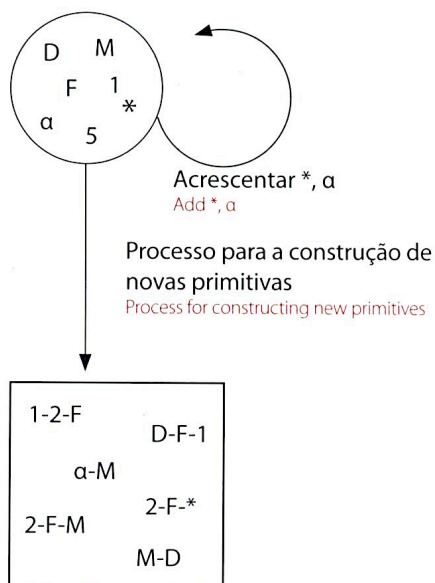 D M
F 1
*
α
5
Acrescentar *, α
Add *, α
Processo para a construção de
novas primitivas
Process for constructing new primitives
1-2-F
D-F-1
α-M
2-F-*
2-F-M
M-D